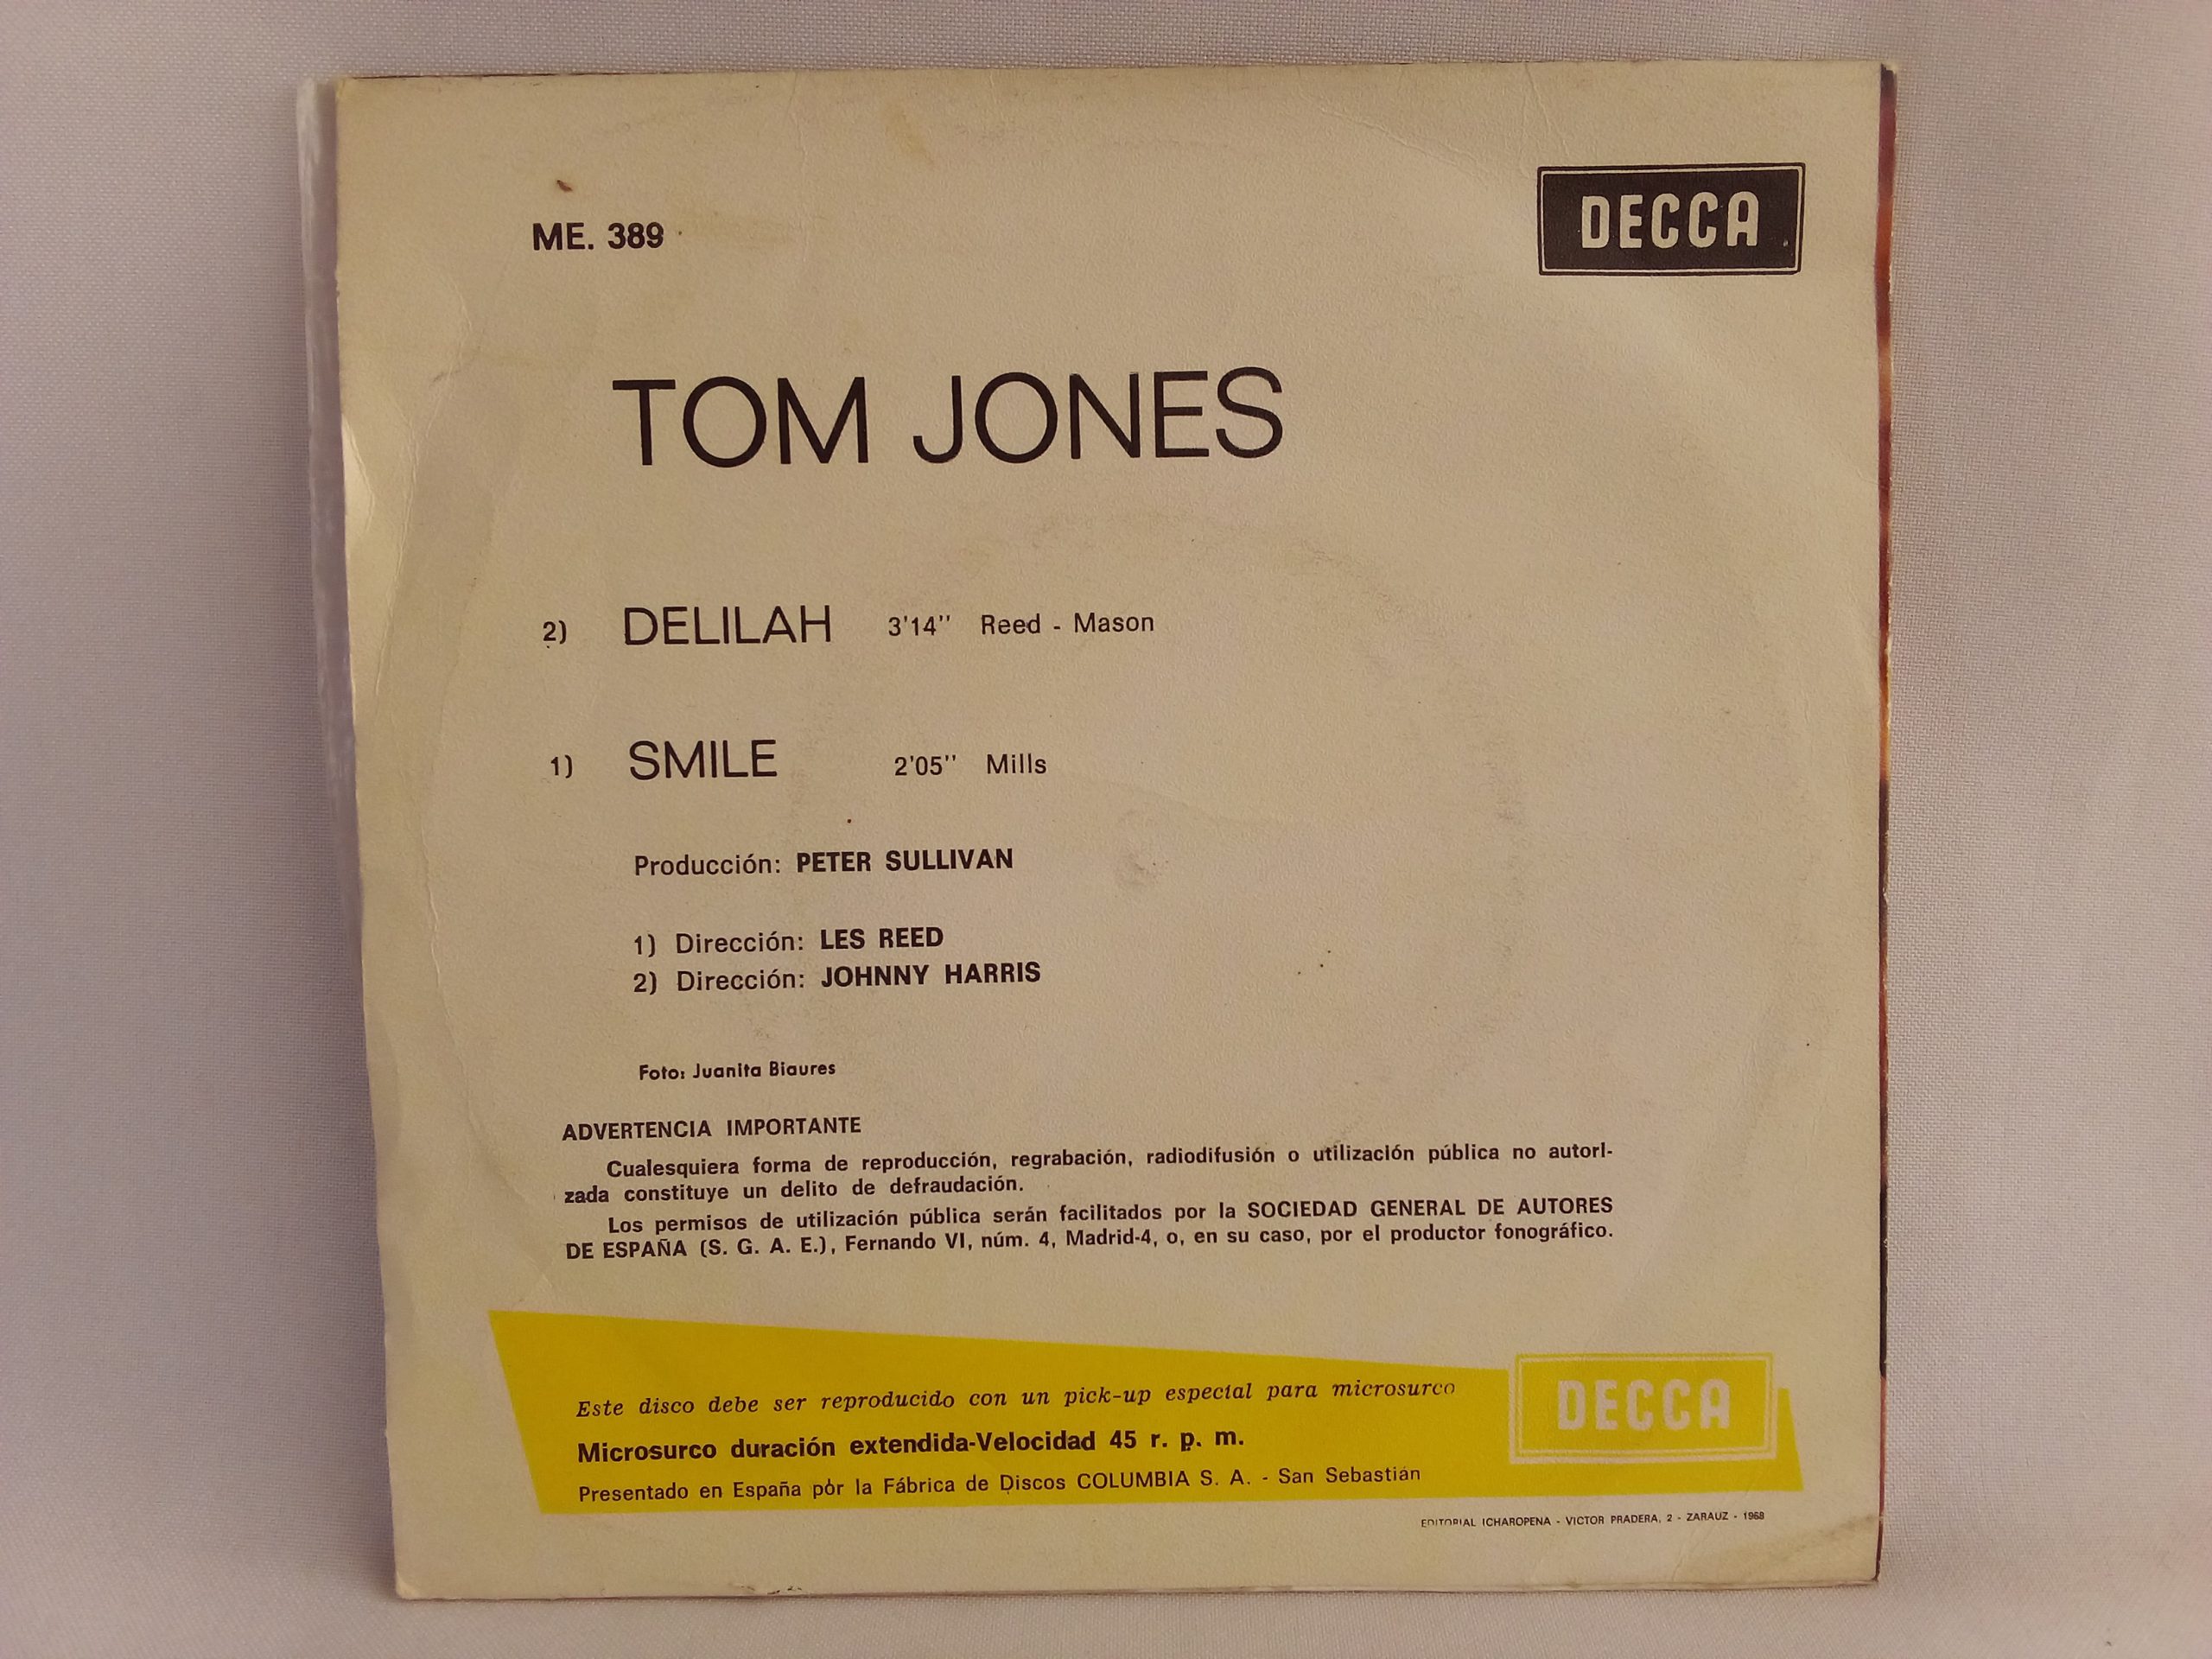 ME. 389
DECCA
TOM JONES
2) DELILAH 3'14'' Reed - Mason
1) SMILE 2'05'' Mills
Producción: PETER SULLIVAN
1) Dirección: LES REED
2) Dirección: JOHNNY HARRIS
Foto: Juanita Biaures
ADVERTENCIA IMPORTANTE
Cualesquiera forma de reproducción, regrabación, radiodifusión o utilización pública no autori-
zada constituye un delito de defraudación.
Los permisos de utilización pública serán facilitados por la SOCIEDAD GENERAL DE AUTORES
DE ESPAÑA (S. G. A. E.), Fernando VI, núm. 4, Madrid-4, o, en su caso, por el productor fonográfico.
Este disco debe ser reproducido con un pick-up especial para microsurco
DECCA
Microsurco duración extendida-Velocidad 45 r. p. m.
Presentado en España por la Fábrica de Discos COLUMBIA S. A. - San Sebastián
EDITORIAL ICHAROPENA - VICTOR PRADERA, 2 - ZARAUZ - 1968